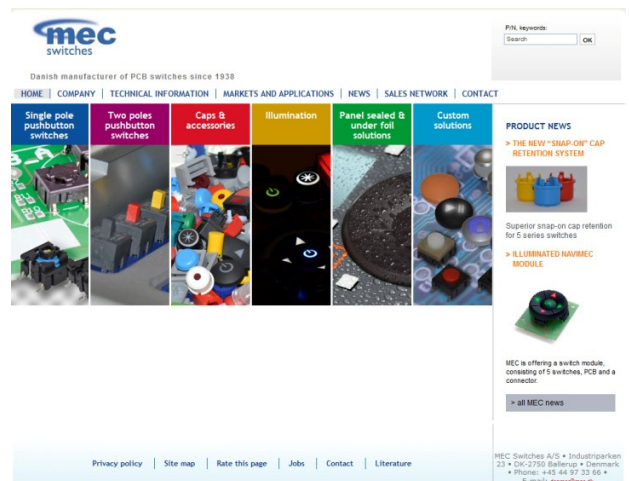 mec
switches
P/N, keywords:
Search
OK
Danish manufacturer of PCB switches since 1938
HOME | COMPANY | TECHNICAL INFORMATION | MARKETS AND APPLICATIONS | NEWS | SALES NETWORK | CONTACT
Single pole
pushbutton
switches
Two poles
pushbutton
switches
Caps &
accessories
Illumination
Panel sealed &
under foil
solutions
Custom
solutions
PRODUCT NEWS
> THE NEW "SNAP-ON" CAP
RETENTION SYSTEM
Superior snap-on cap retention
for 5 series switches
> ILLUMINATED NAVIMEC
MODULE
MEC is offering a switch module,
consisting of 5 switches, PCB and a
connector.
> all MEC news
Privacy policy | Site map | Rate this page | Jobs | Contact | Literature
MEC Switches A/S • Industriparken
23 • DK-2750 Ballerup • Denmark
• Phone: +45 44 97 33 66 •